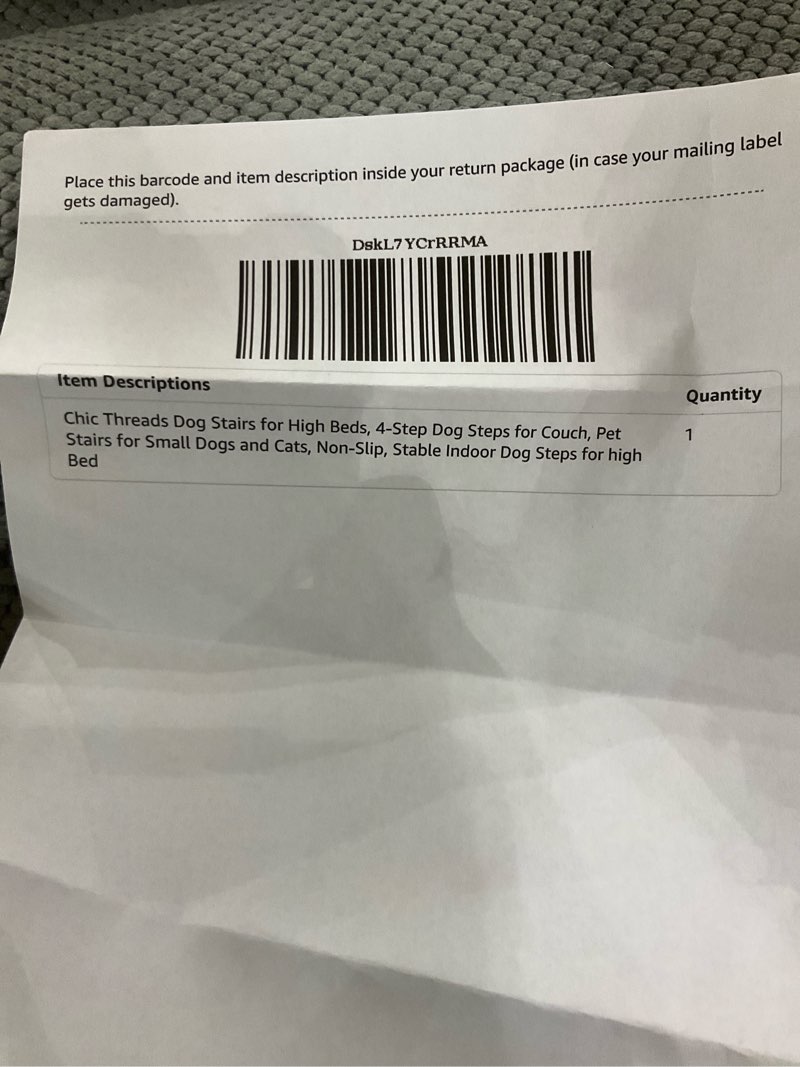 Place this barcode and item description inside your return package (in case your mailing label
gets damaged).
DskL7YCrRRMA
Item Descriptions
Quantity
Chic Threads Dog Stairs for High Beds, 4-Step Dog Steps for Couch, Pet
1
Stairs for Small Dogs and Cats, Non-Slip, Stable Indoor Dog Steps for high
Bed